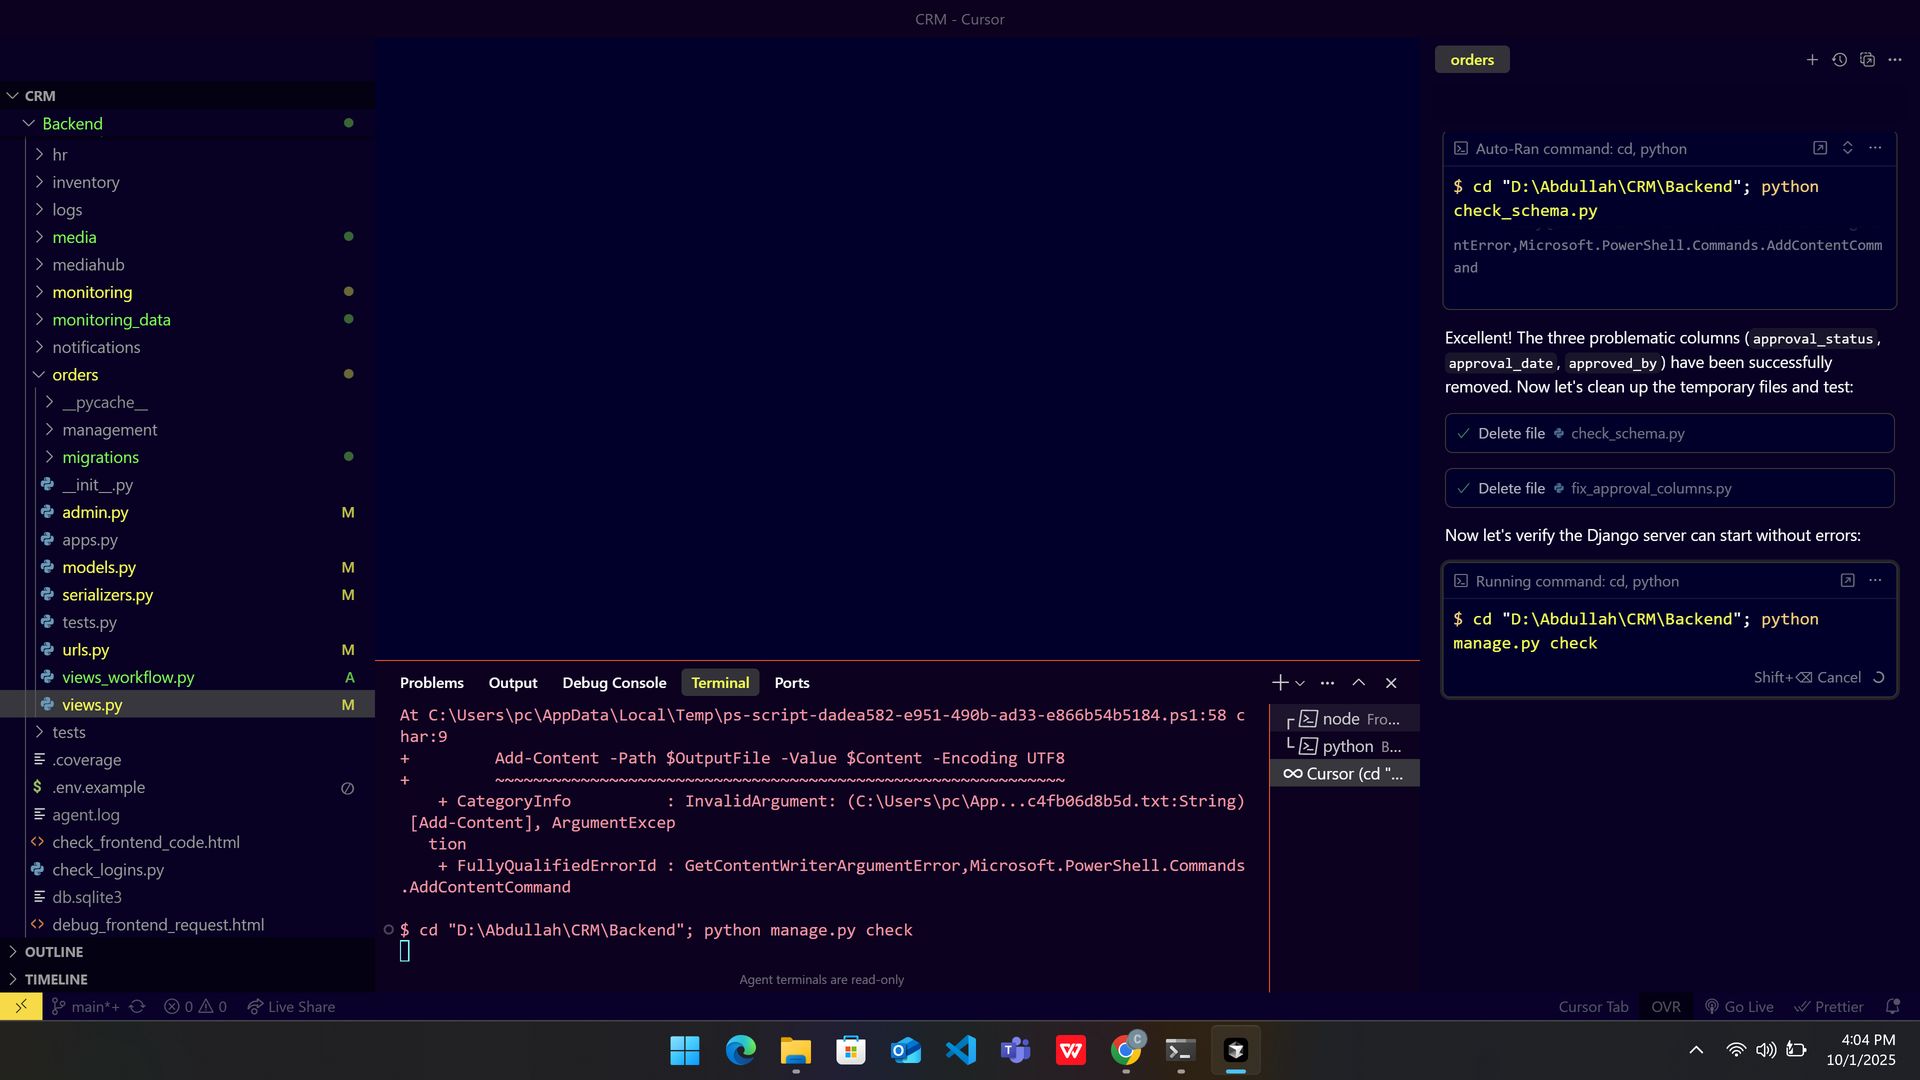 CRM - Cursor
CRM
Backend
hr
inventory
logs
media
mediahub
monitoring
monitoring_data
notifications
orders
__pycache__
management
migrations
__init__.py
admin.py M
apps.py
models.py M
serializers.py M
tests.py
urls.py M
views_workflow.py A
views.py M
tests
.coverage
$ .env.example
agent.log
check_frontend_code.html
check_logins.py
db.sqlite3
debug_frontend_request.html
OUTLINE
TIMELINE
Problems Output Debug Console Terminal Ports
At C:\Users\pc\AppData\Local\Temp\ps-script-dadea582-e951-490b-ad33-e866b54b5184.ps1:58 c
har:9
+         Add-Content -Path $OutputFile -Value $Content -Encoding UTF8
+         ~~~~~~~~~~~~~~~~~~~~~~~~~~~~~~~~~~~~~~~~~~~~~~~~~~~~~~~~~~~~
    + CategoryInfo          : InvalidArgument: (C:\Users\pc\App...c4fb06d8b5d.txt:String)
 [Add-Content], ArgumentExcep
   tion
    + FullyQualifiedErrorId : GetContentWriterArgumentError,Microsoft.PowerShell.Commands
.AddContentCommand
$ cd "D:\Abdullah\CRM\Backend"; python manage.py check
Agent terminals are read-only
node Fro...
python B...
Cursor (cd "...
orders
Auto-Ran command: cd, python
$ cd "D:\Abdullah\CRM\Backend"; python
check_schema.py
ntError,Microsoft.PowerShell.Commands.AddContentComm
and
Excellent! The three problematic columns (approval_status,
approval_date, approved_by) have been successfully
removed. Now let's clean up the temporary files and test:
Delete file check_schema.py
Delete file fix_approval_columns.py
Now let's verify the Django server can start without errors:
Running command: cd, python
$ cd "D:\Abdullah\CRM\Backend"; python
manage.py check
Shift+⌫ Cancel
main*+ 0 0 Live Share
Cursor Tab OVR Go Live Prettier
4:04 PM
10/1/2025